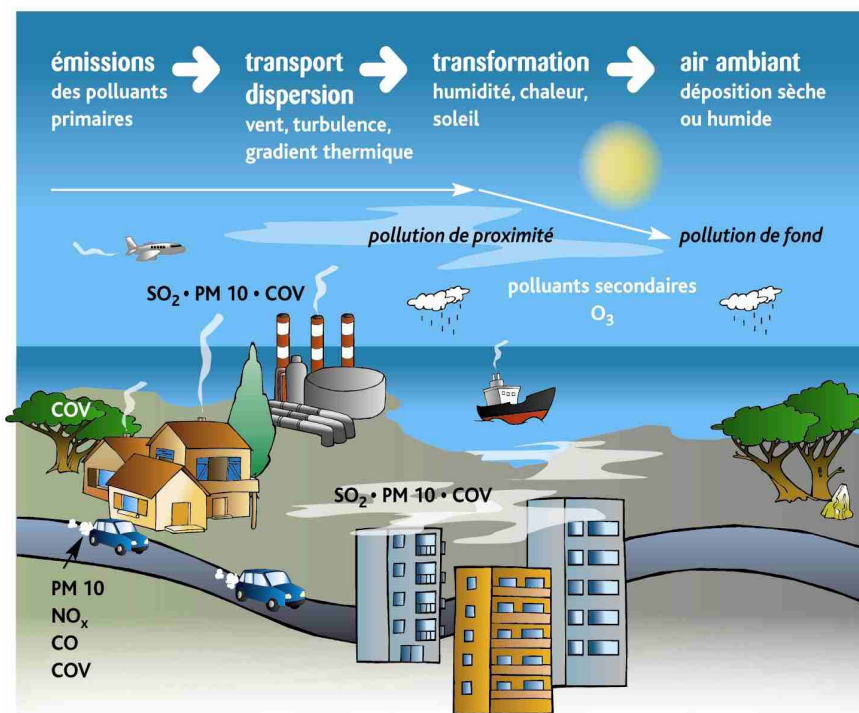 émissions
des polluants
primaires
transport
dispersion
vent, turbulence,
gradient thermique
transformation
humidité, chaleur,
soleil
air ambiant
déposition sèche
ou humide
pollution de proximité
pollution de fond
SO₂ • PM 10 • COV
polluants secondaires
O₃
COV
SO₂ • PM 10 • COV
PM 10
NOₓ
CO
COV